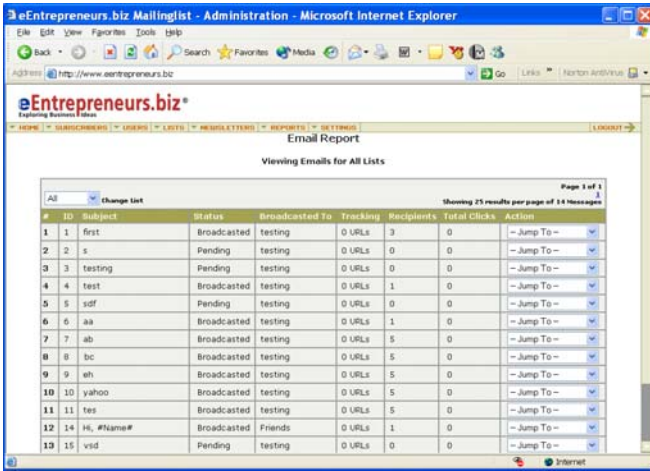 eEntrepreneurs.biz Mailinglist - Administration - Microsoft Internet Explorer
File Edit View Favorites Tools Help
Back Search Favorites Media
Address http://www.eentrepreneurs.biz Go Links Norton AntiVirus
eEntrepreneurs.biz®
Exploring Business Ideas
HOME SUBSCRIBERS USERS LISTS NEWSLETTERS REPORTS SETTINGS LOGOUT
Email Report
Viewing Emails for All Lists
Page 1 of 1
1
All Change List Showing 25 results per page of 14 Messages
# ID Subject Status Broadcasted To Tracking Recipients Total Clicks Action
1 1 first Broadcasted testing 0 URLs 3 0 -- Jump To --
2 2 s Pending testing 0 URLs 0 0 -- Jump To --
3 3 testing Pending testing 0 URLs 0 0 -- Jump To --
4 4 test Broadcasted testing 0 URLs 1 0 -- Jump To --
5 5 sdf Pending testing 0 URLs 0 0 -- Jump To --
6 6 aa Broadcasted testing 0 URLs 1 0 -- Jump To --
7 7 ab Broadcasted testing 0 URLs 5 0 -- Jump To --
8 8 bc Broadcasted testing 0 URLs 5 0 -- Jump To --
9 9 eh Broadcasted testing 0 URLs 5 0 -- Jump To --
10 10 yahoo Broadcasted testing 0 URLs 5 0 -- Jump To --
11 11 tes Broadcasted testing 0 URLs 5 0 -- Jump To --
12 14 Hi, #Name# Broadcasted Friends 0 URLs 1 0 -- Jump To --
13 15 vsd Pending testing 0 URLs 0 0 -- Jump To --
Internet